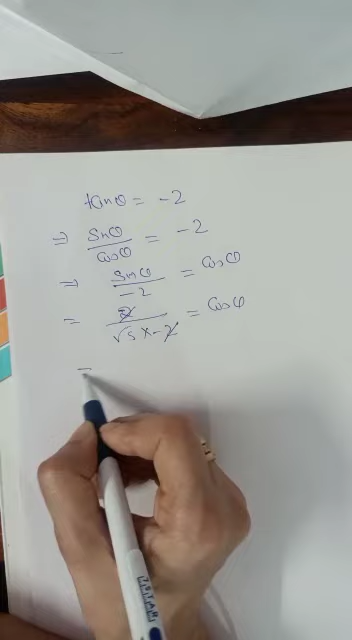 tanθ = -2
⇒ sinθ/cosθ = -2
⇒ sinθ/-2 = cosθ
= 2/√5 × -2 = cosθ
=